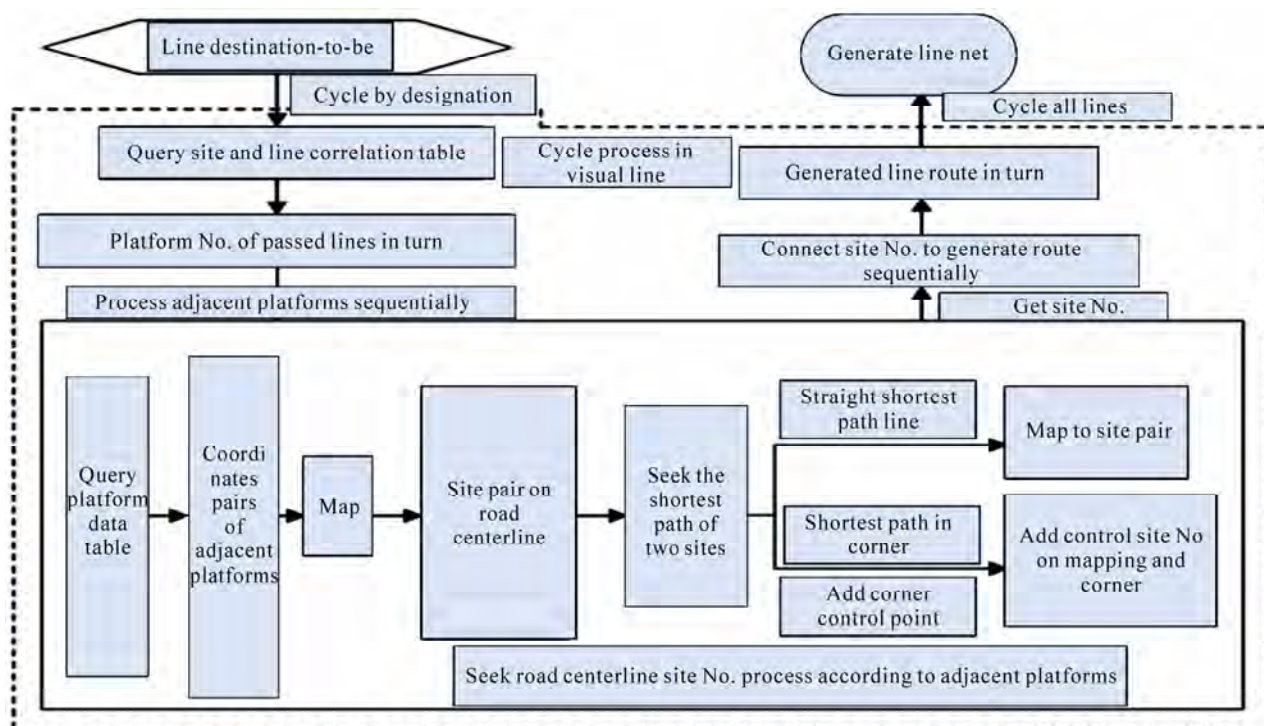 Line destination-to-be
Cycle by designation
Query site and line correlation table
Platform No. of passed lines in turn
Process adjacent platforms sequentially
Cycle process in
visual line
Generate line net
Cycle all lines
Generated line route in turn
Connect site No. to generate route
sequentially
Get site No.
Query
platform
data
table
Coordi
nates
pairs
of
adjacent
platforms
Map
Site pair on
road
centerline
Seek the
shortest
path of
two sites
Straight shortest
path line
Map to site pair
Shortest path in
corner
Add corner
control point
Add control site No
on mapping and
corner
Seek road centerline site No. process according to adjacent platforms